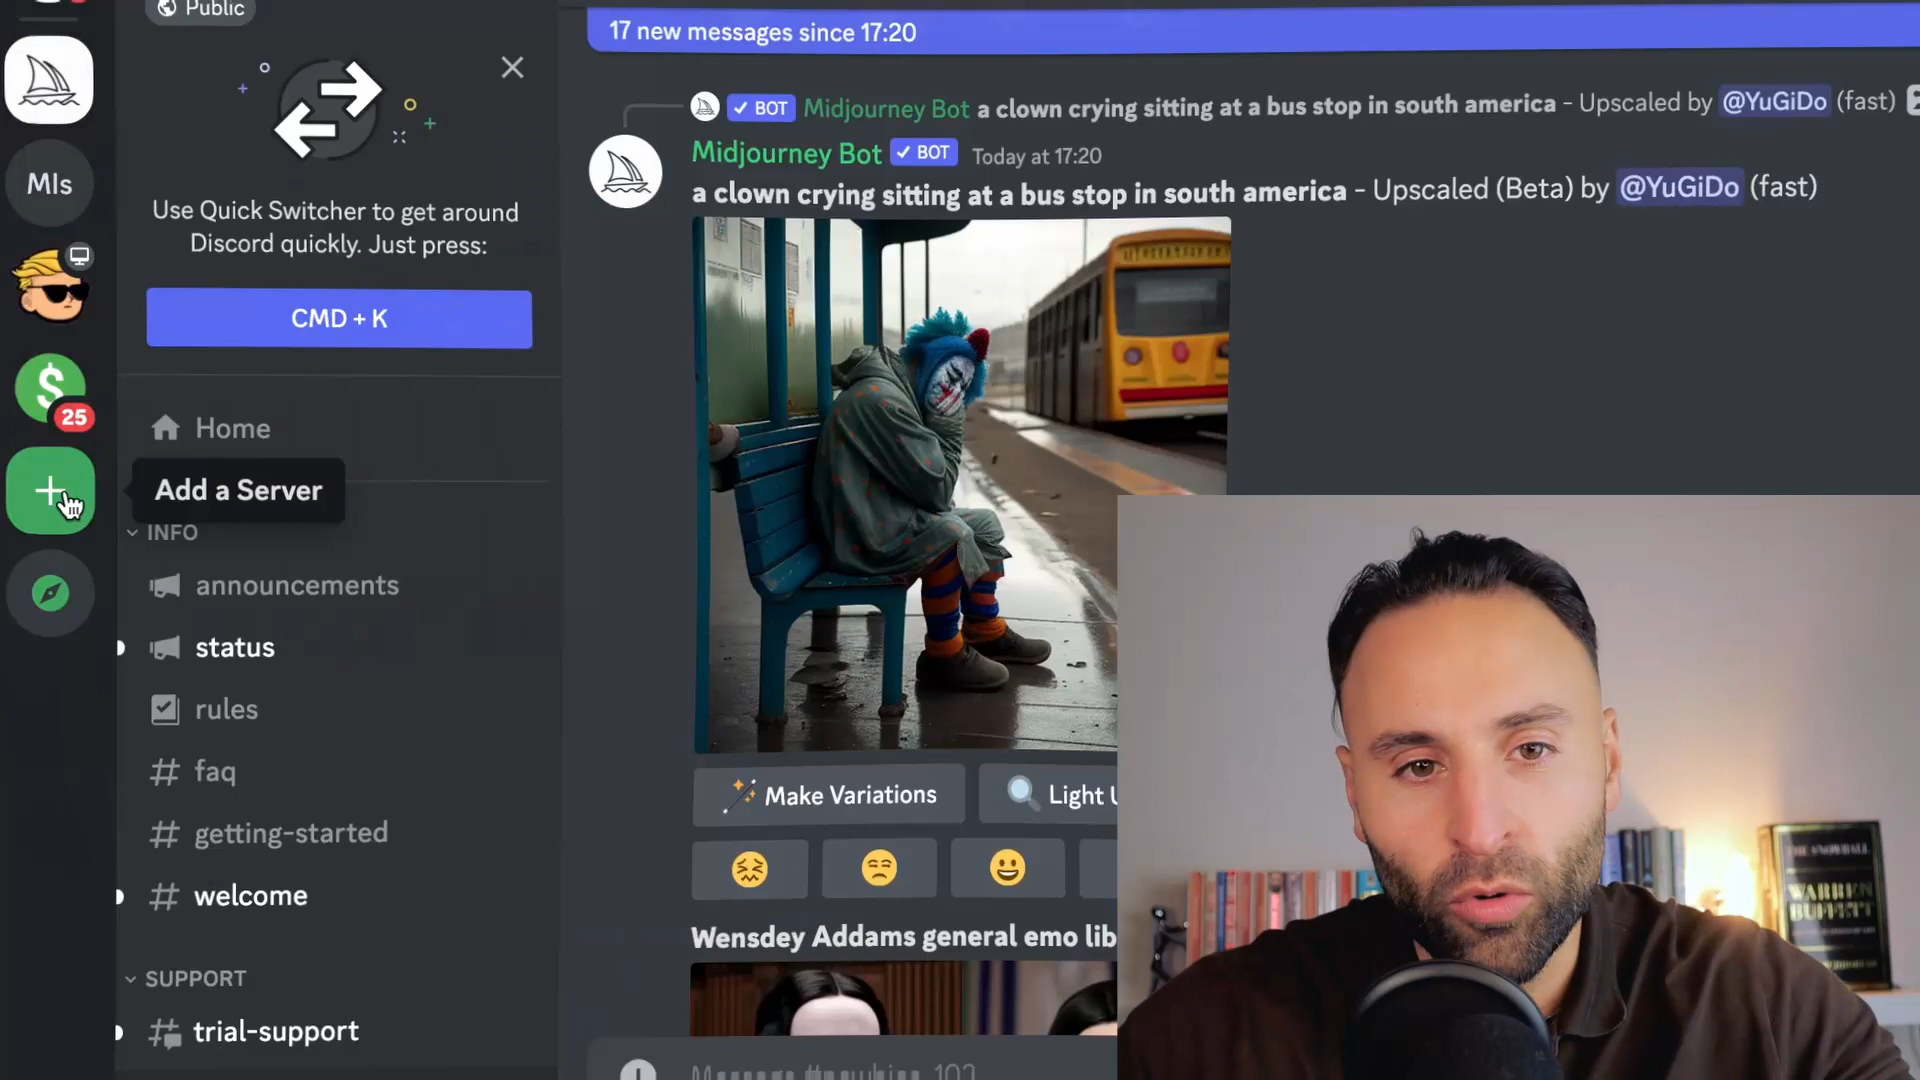 Public
Use Quick Switcher to get around
Discord quickly. Just press:
CMD + K
MIs
25
Home
Add a Server
INFO
announcements
status
rules
faq
getting-started
welcome
SUPPORT
trial-support
17 new messages since 17:20
BOT Midjourney Bot a clown crying sitting at a bus stop in south america - Upscaled by @YuGiDo (fast)
Midjourney Bot BOT Today at 17:20
a clown crying sitting at a bus stop in south america - Upscaled (Beta) by @YuGiDo (fast)
Make Variations
Light U
Wensdey Addams general emo lib
WARREN
BUFFETT